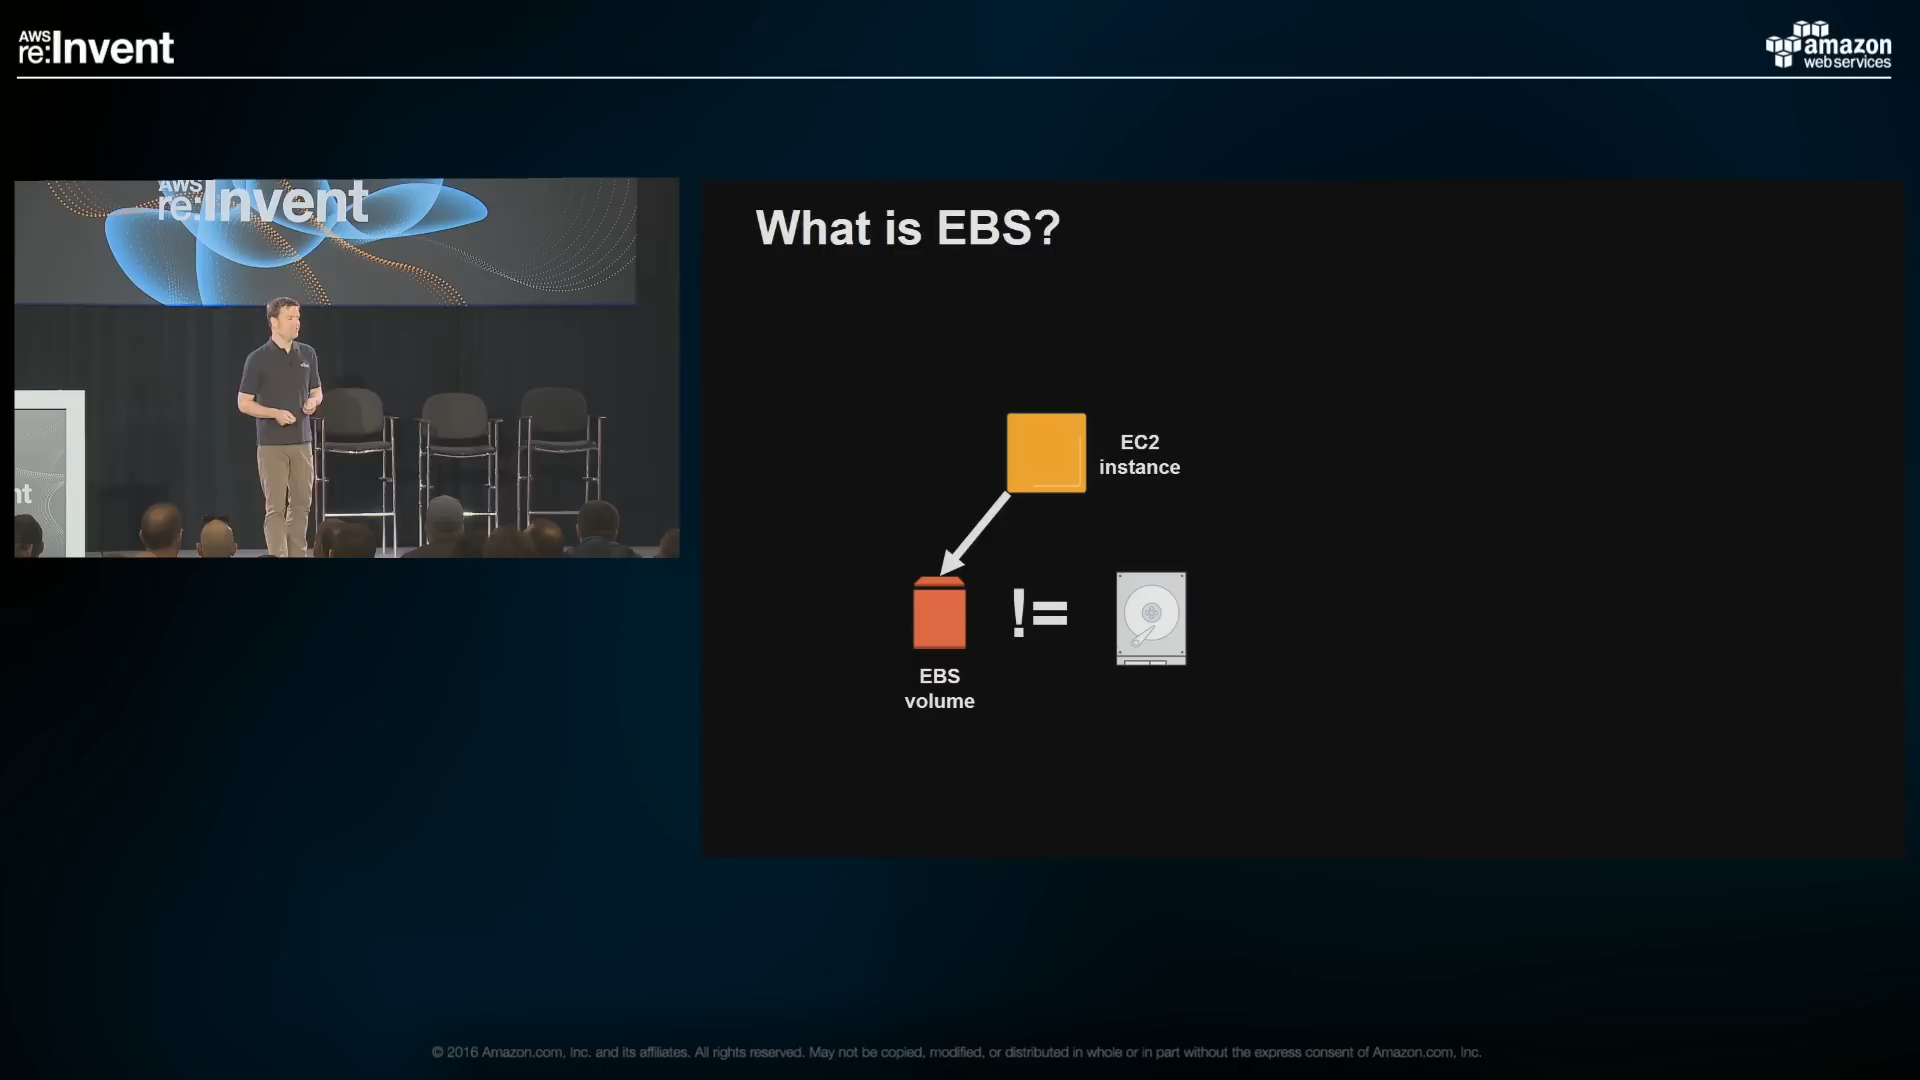 AWS
re:Invent
amazon
web services
AWS
re:Invent
nt
What is EBS?
EC2
instance
!=
EBS
volume
© 2016 Amazon.com, Inc. and its affiliates. All rights reserved. May not be copied, modified, or distributed in whole or in part without the express consent of Amazon.com, Inc.